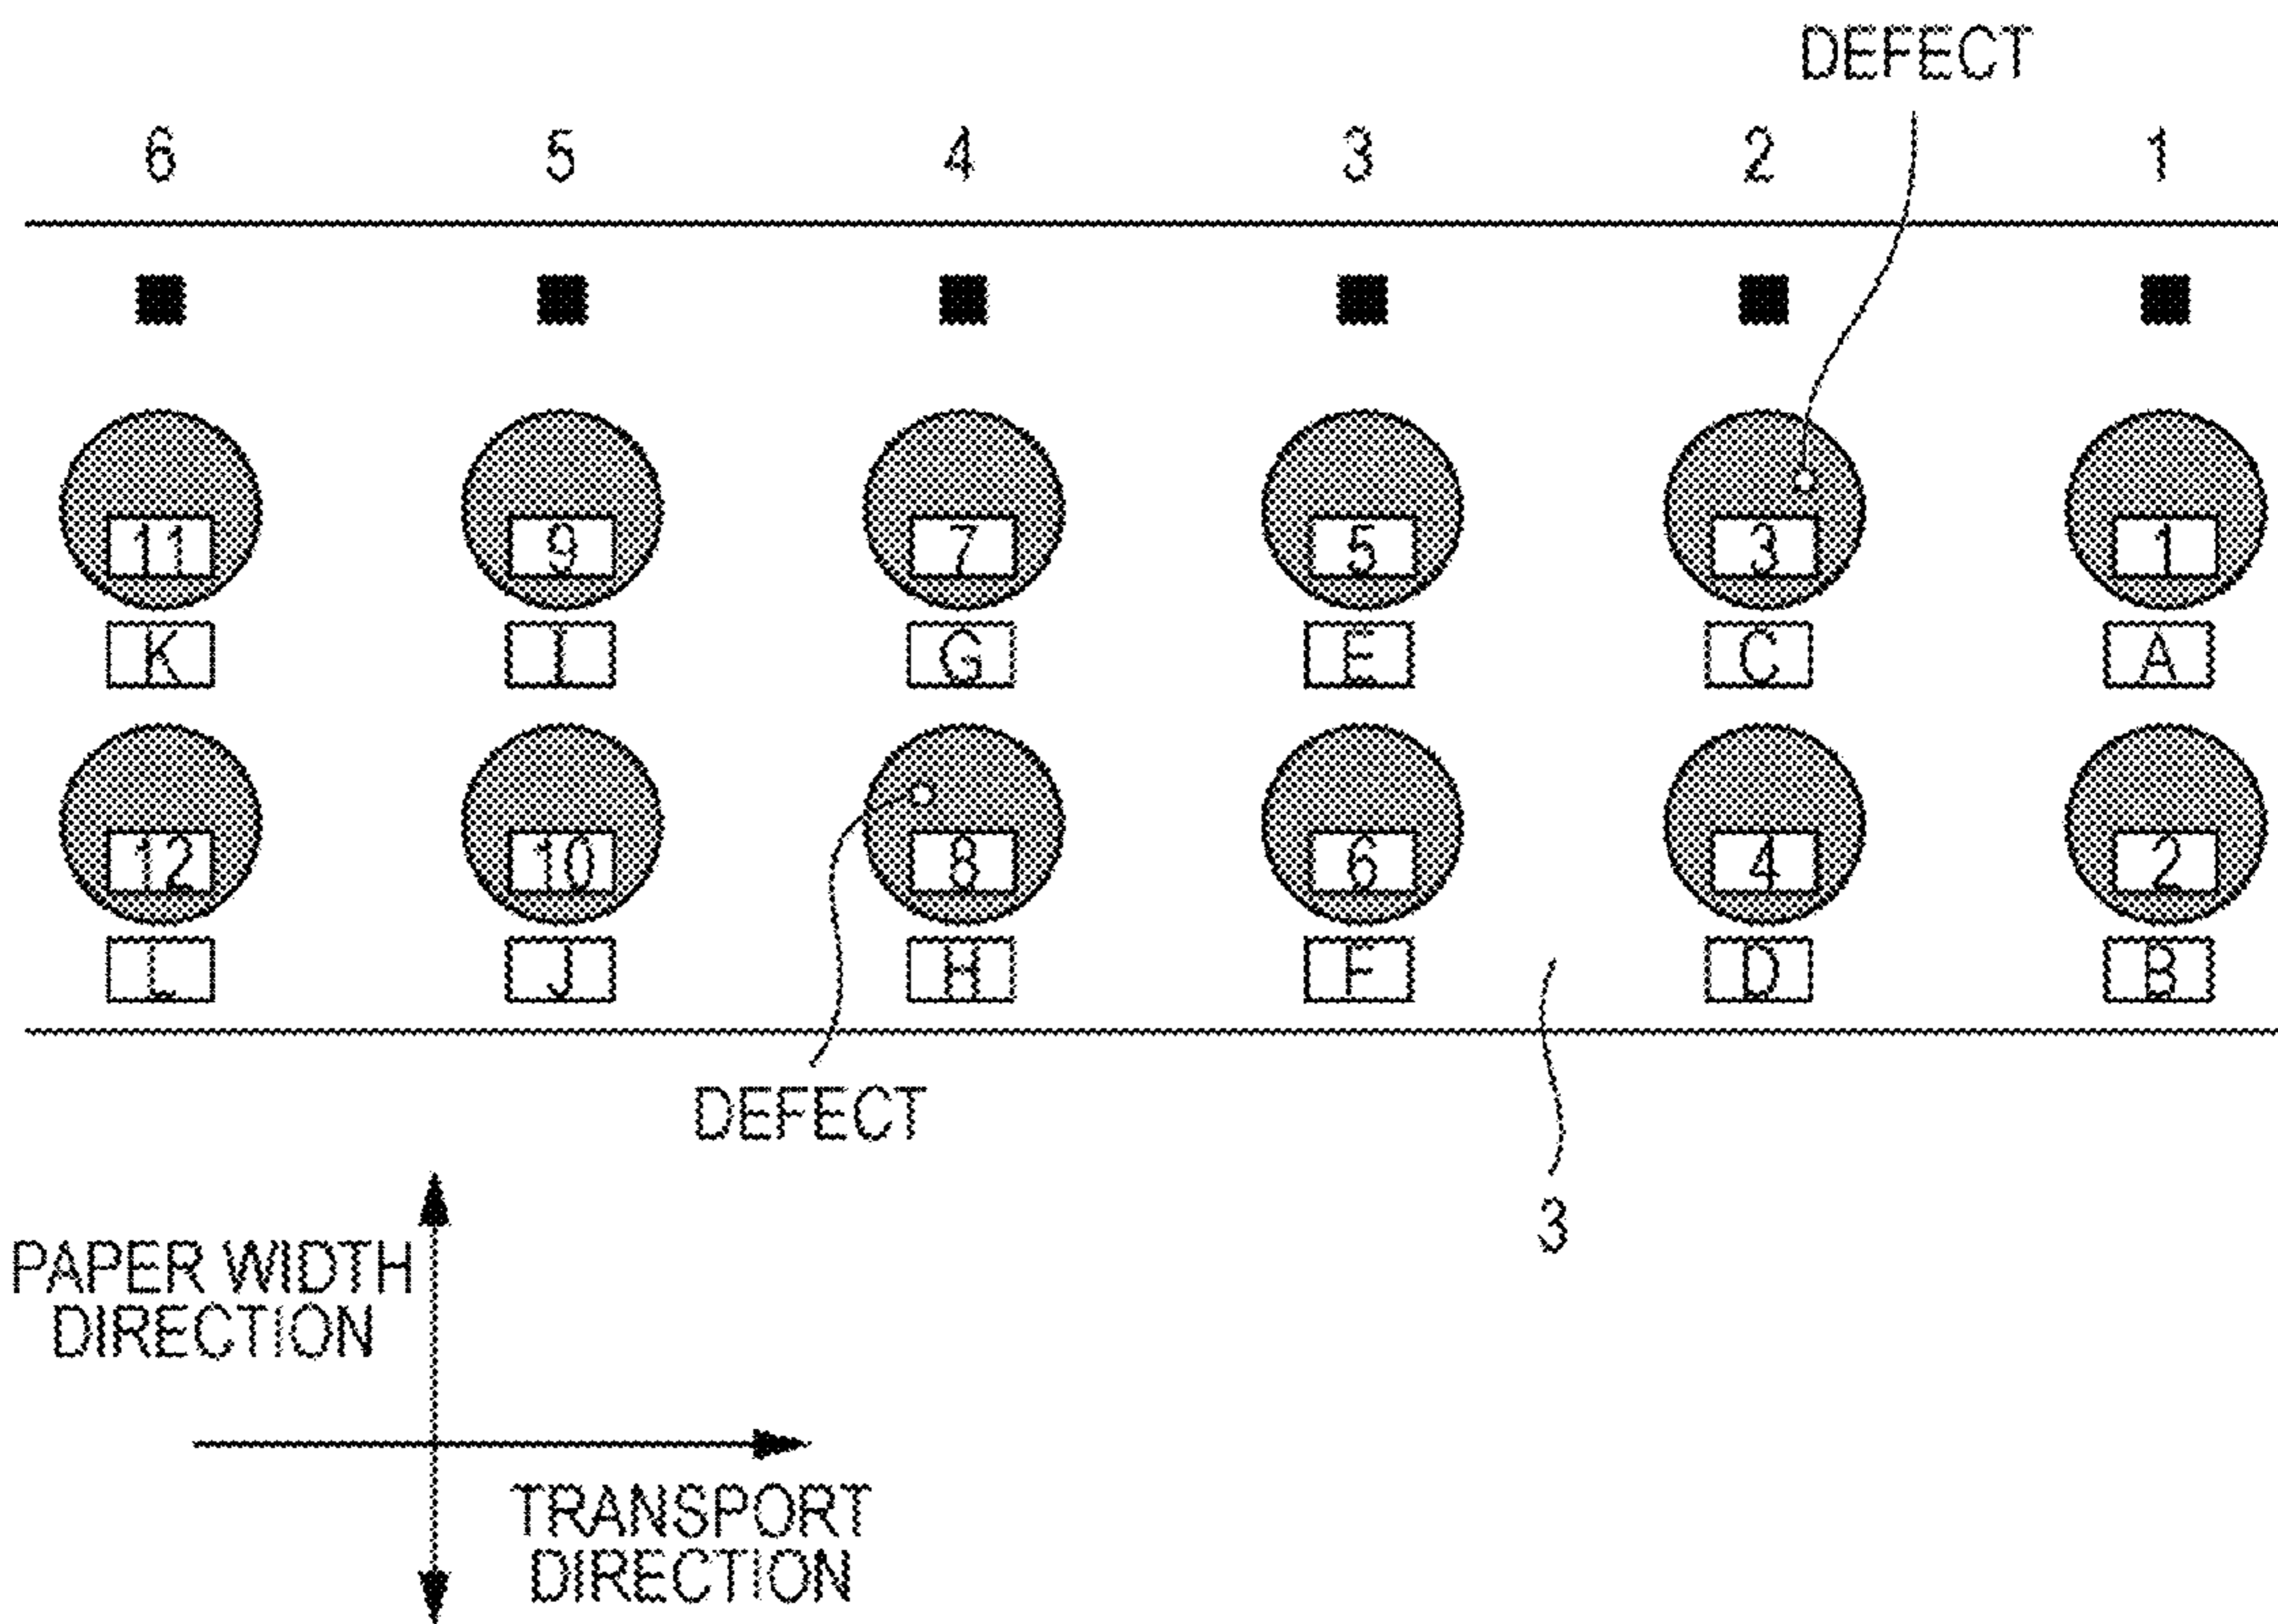 DEFECT
6 5 4 3 2 1
11 9 7 5 3 1
K I G E C A
12 10 8 6 4 2
L J H F D B
DEFECT
3
PAPER WIDTH
DIRECTION
TRANSPORT
DIRECTION